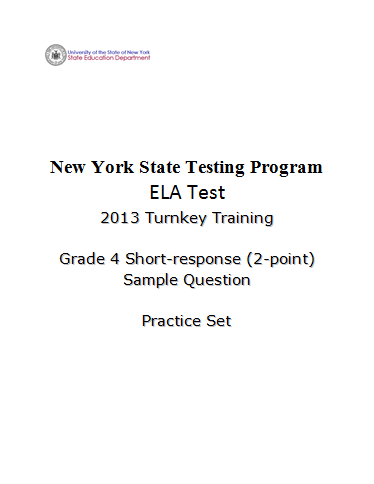 University of the State of New York
State Education Department
New York State Testing Program
ELA Test
2013 Turnkey Training
Grade 4 Short-response (2-point)
Sample Question
Practice Set